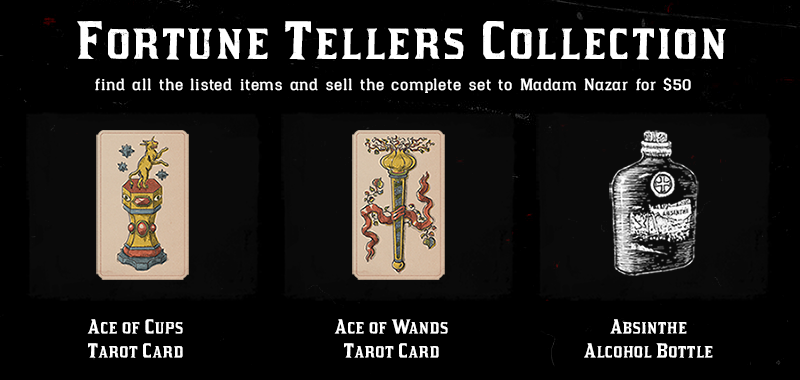 Fortune Tellers Collection
find all the listed items and sell the complete set to Madam Nazar for $50
ABSINTHE
Ace of Cups
Tarot Card
Ace of Wands
Tarot Card
Absinthe
Alcohol Bottle